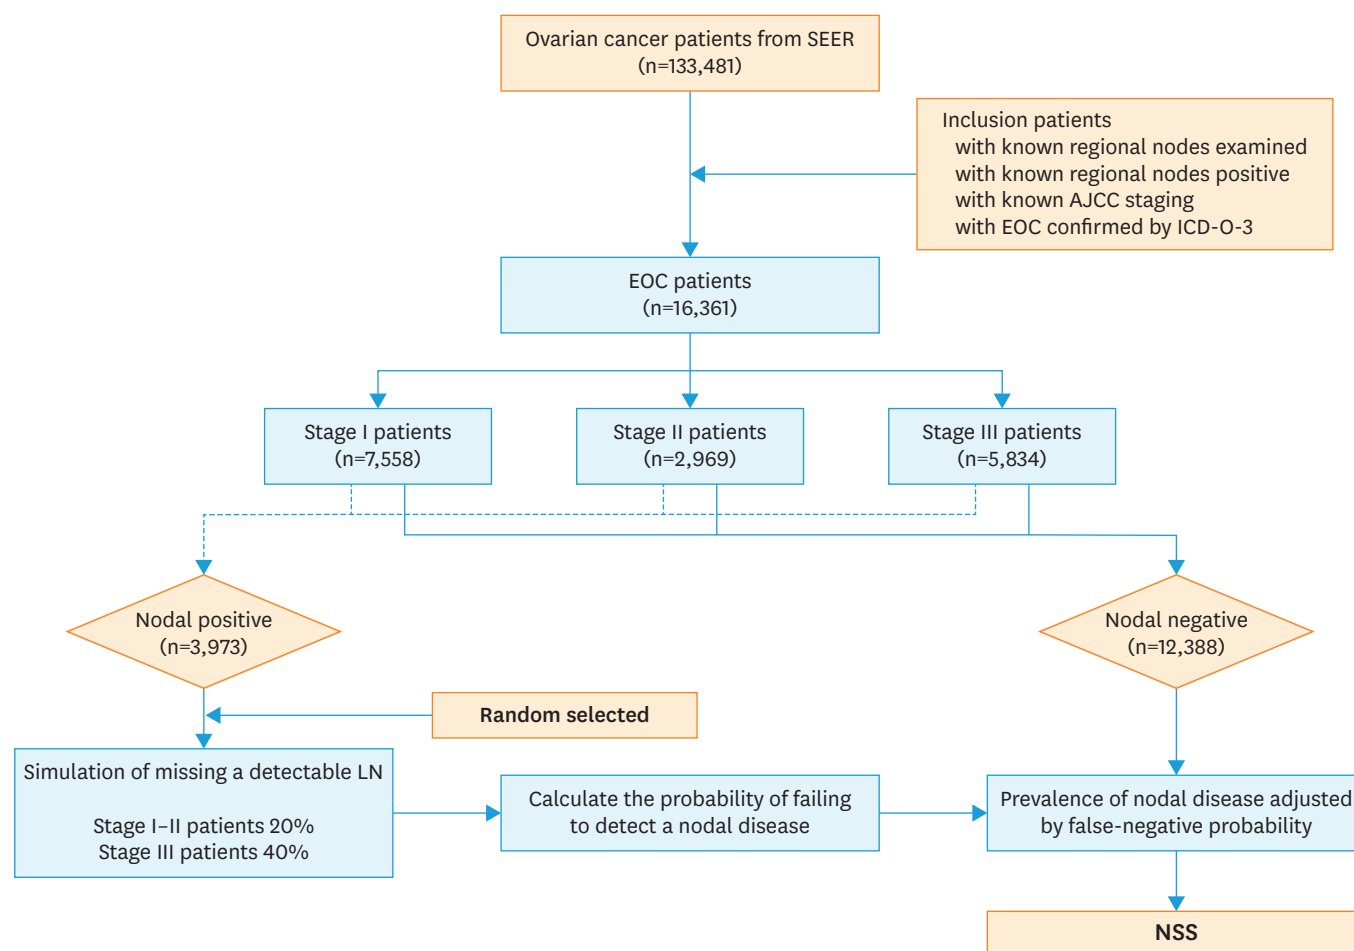 Ovarian cancer patients from SEER
(n=133,481)
Inclusion patients
with known regional nodes examined
with known regional nodes positive
with known AJCC staging
with EOC confirmed by ICD-O-3
EOC patients
(n=16,361)
Stage I patients
(n=7,558)
Stage II patients
(n=2,969)
Stage III patients
(n=5,834)
Nodal positive
(n=3,973)
Nodal negative
(n=12,388)
Random selected
Simulation of missing a detectable LN
Stage I–II patients 20%
Stage III patients 40%
Calculate the probability of failing
to detect a nodal disease
Prevalence of nodal disease adjusted
by false-negative probability
NSS